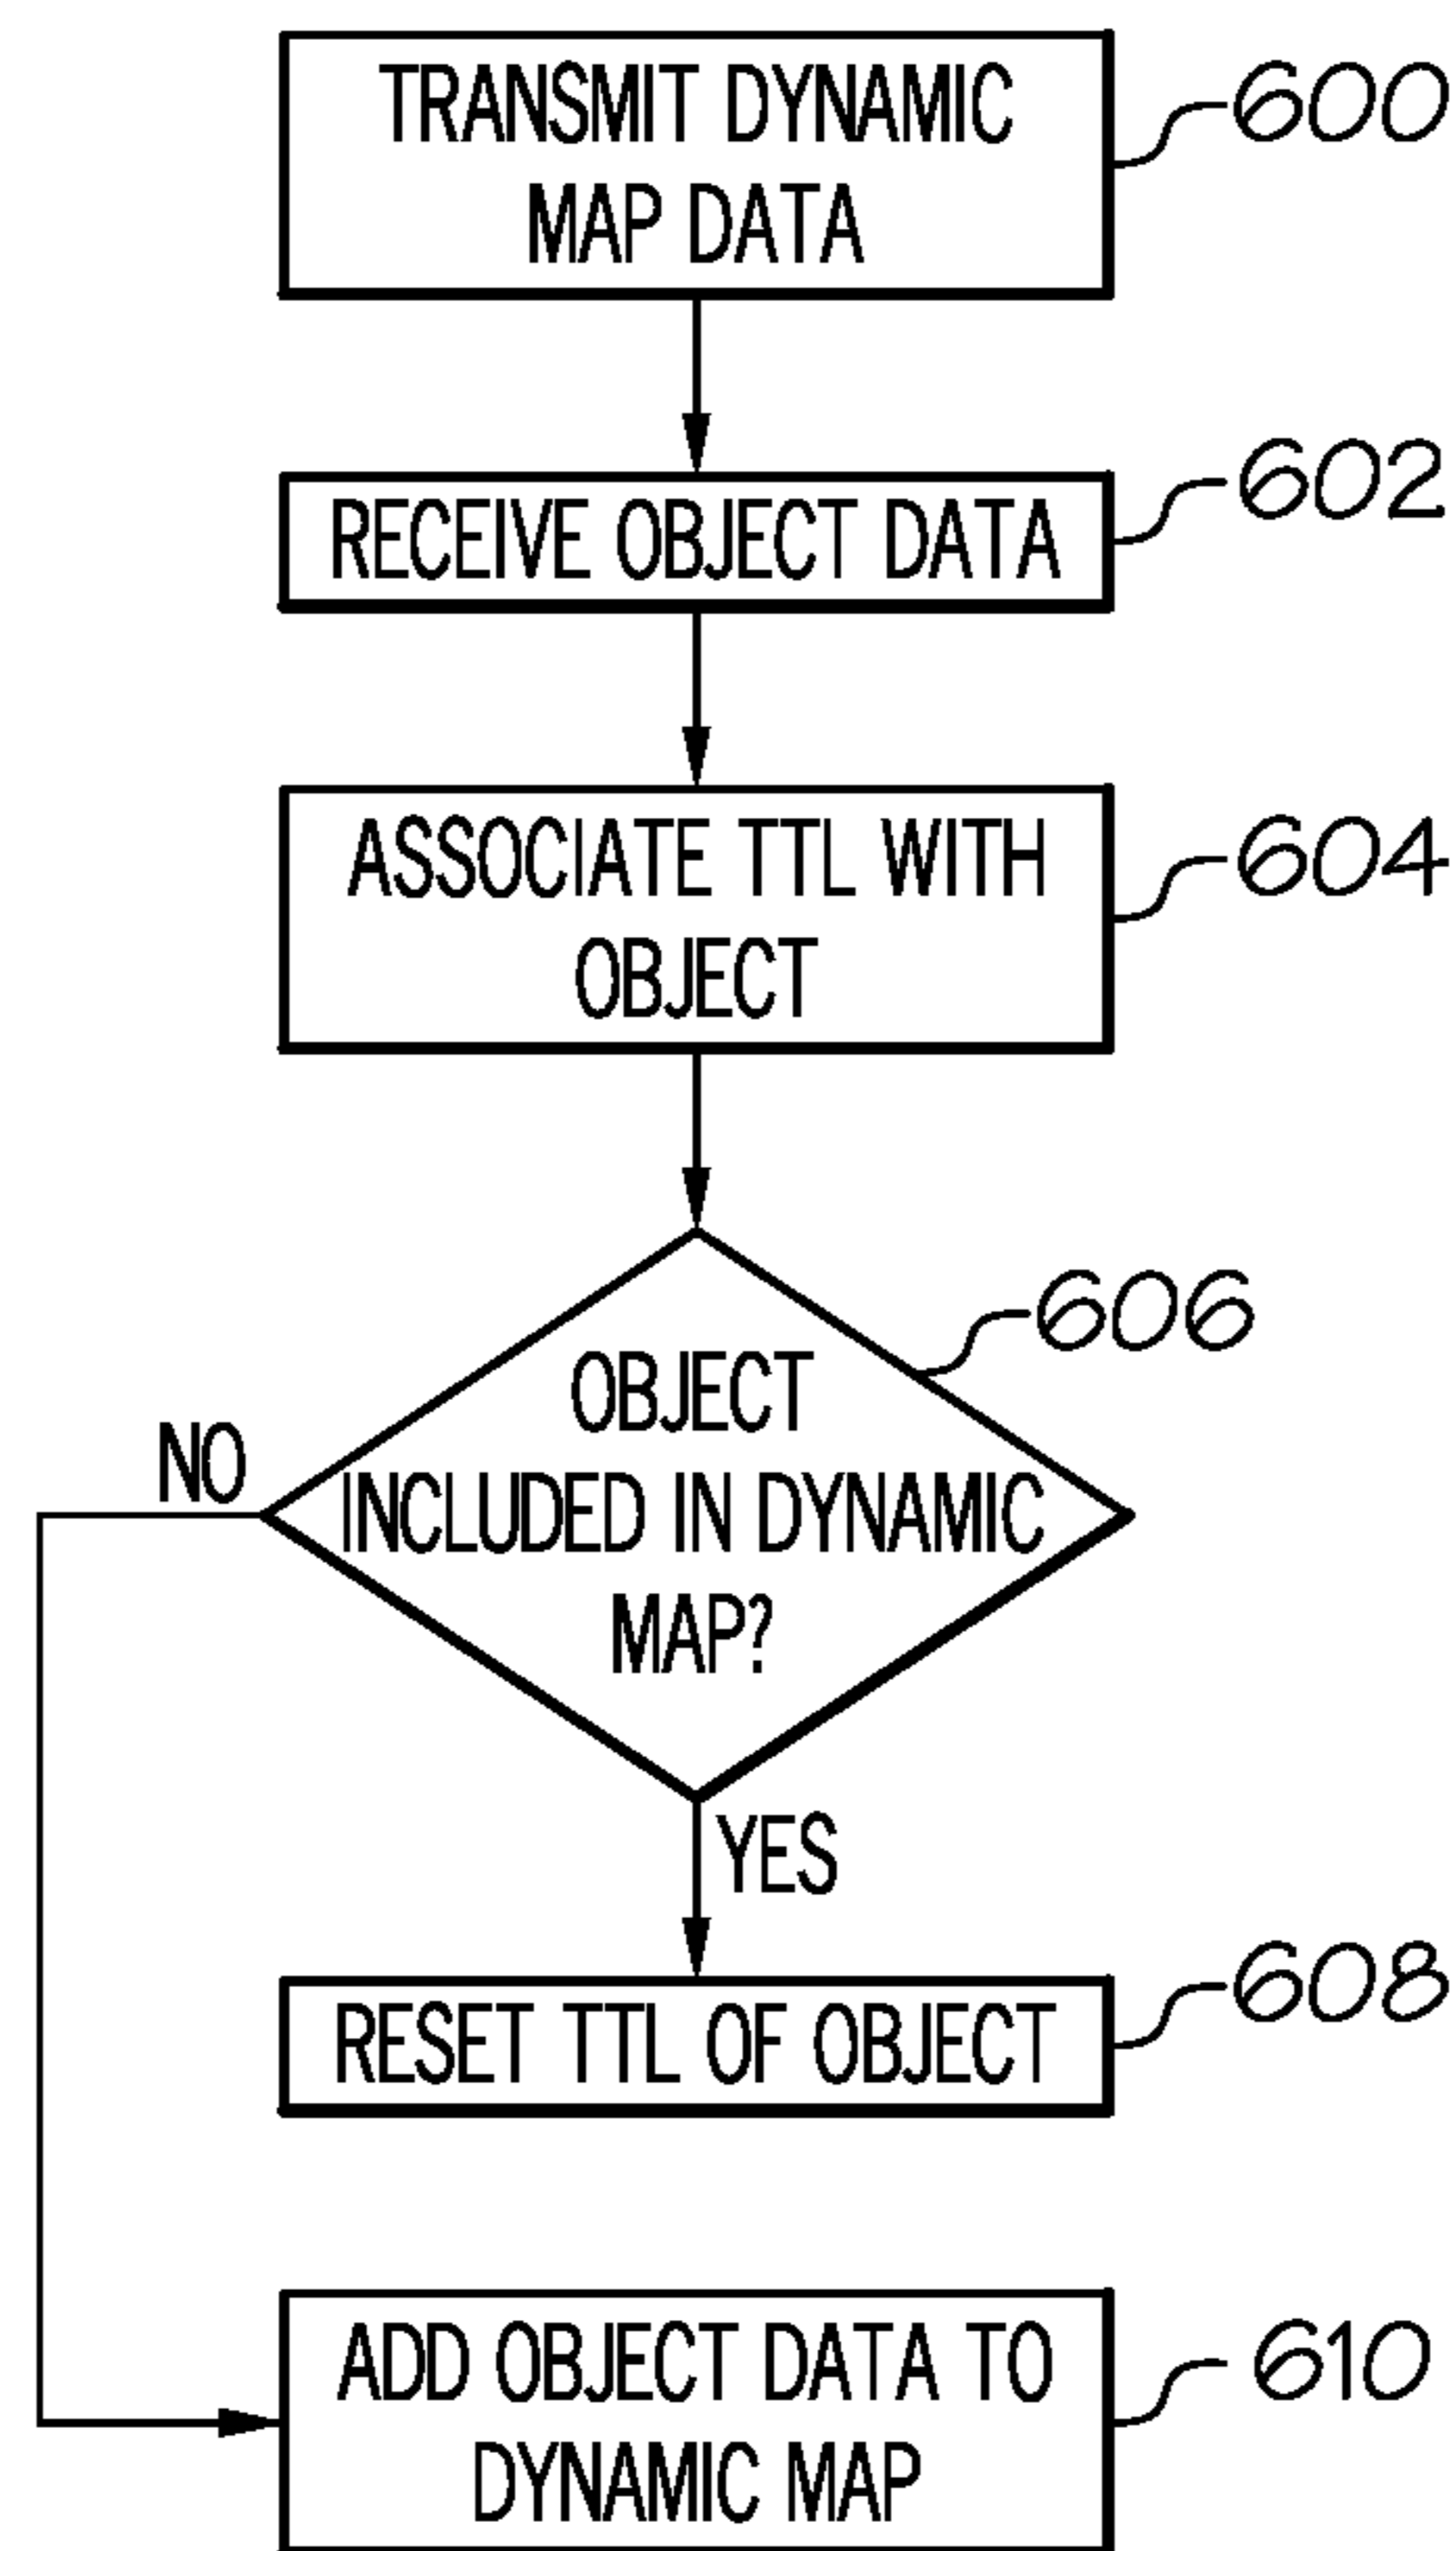 TRANSMIT DYNAMIC
MAP DATA
600
RECEIVE OBJECT DATA
602
ASSOCIATE TTL WITH
OBJECT
604
606
OBJECT
INCLUDED IN DYNAMIC
MAP?
NO
YES
RESET TTL OF OBJECT
608
ADD OBJECT DATA TO
DYNAMIC MAP
610